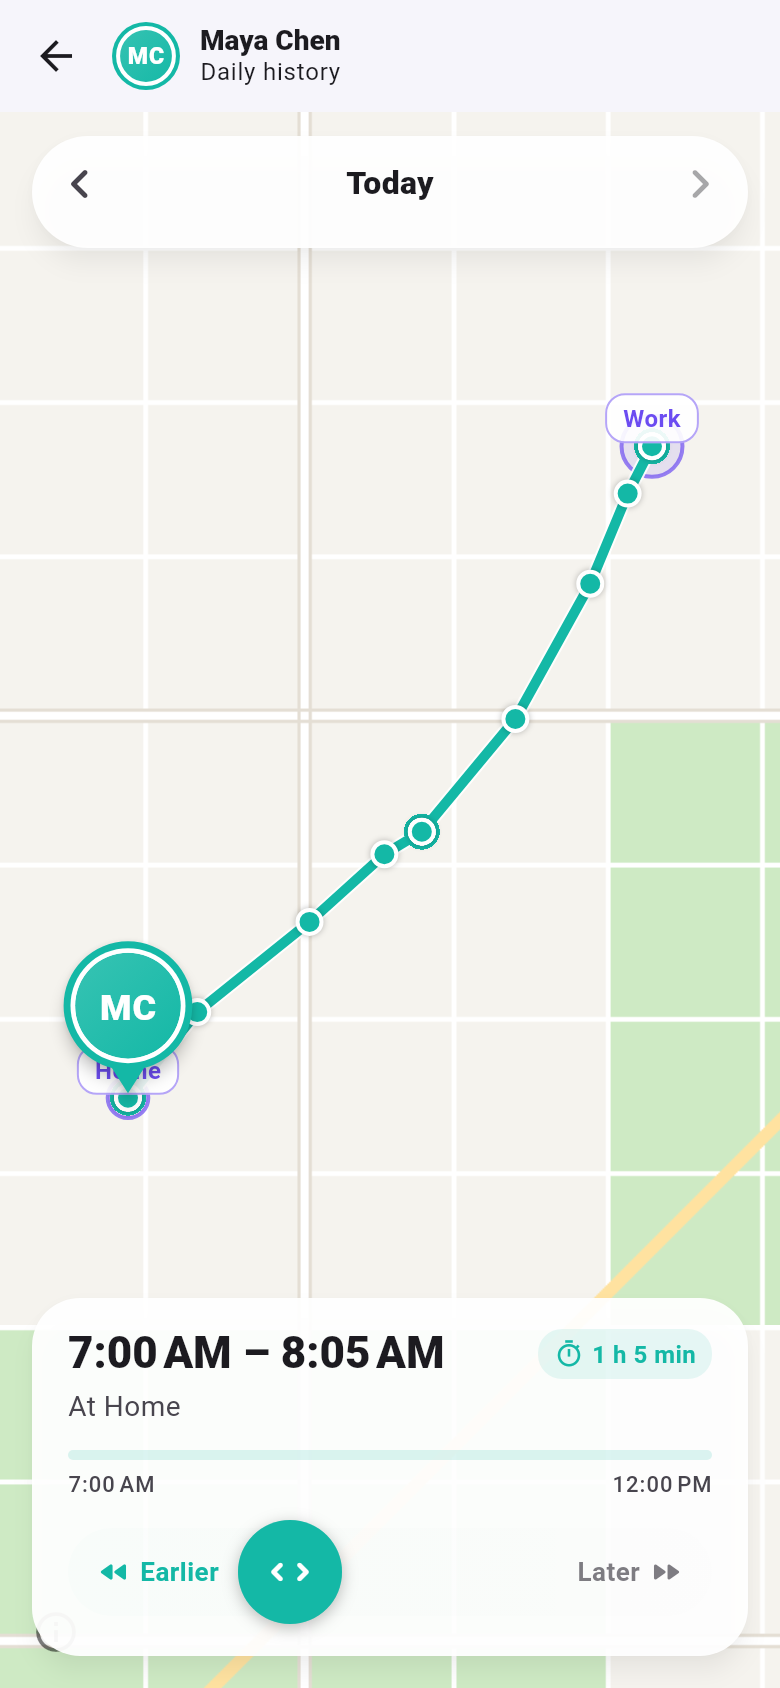 MC
Maya Chen
Daily history
Today
Work
MC
7:00 AM – 8:05 AM
1 h 5 min
At Home
7:00 AM
12:00 PM
Earlier
Later